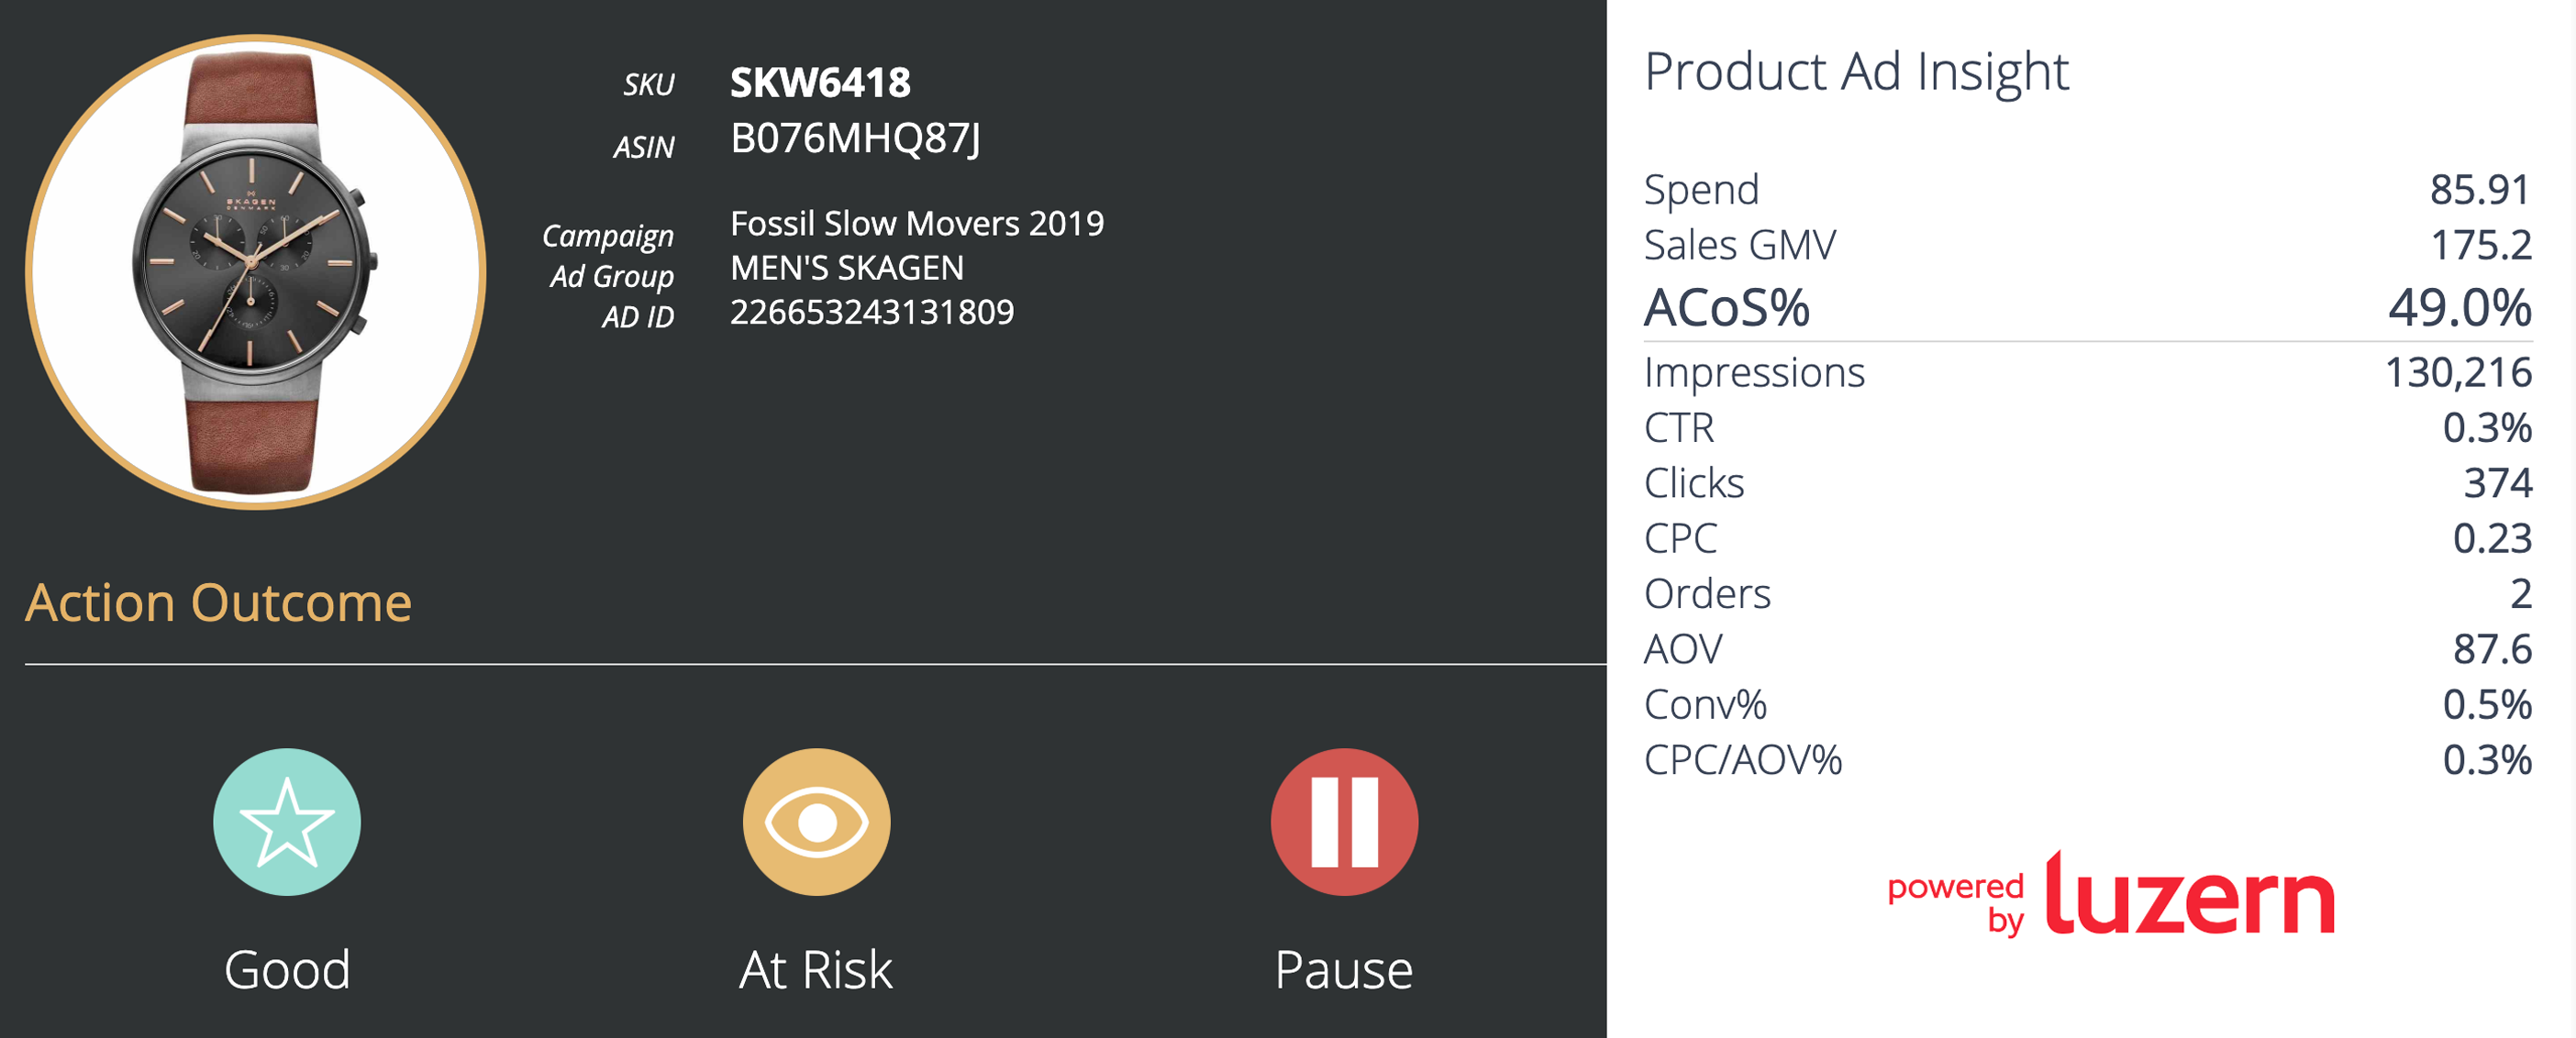 SKAGEN
DENMARK
SKU SKW6418
ASIN B076MHQ87J
Campaign Fossil Slow Movers 2019
Ad Group MEN'S SKAGEN
AD ID 226653243131809
Action Outcome
Good
At Risk
Pause
Product Ad Insight
Spend 85.91
Sales GMV 175.2
ACoS% 49.0%
Impressions 130,216
CTR 0.3%
Clicks 374
CPC 0.23
Orders 2
AOV 87.6
Conv% 0.5%
CPC/AOV% 0.3%
powered
by
luzern